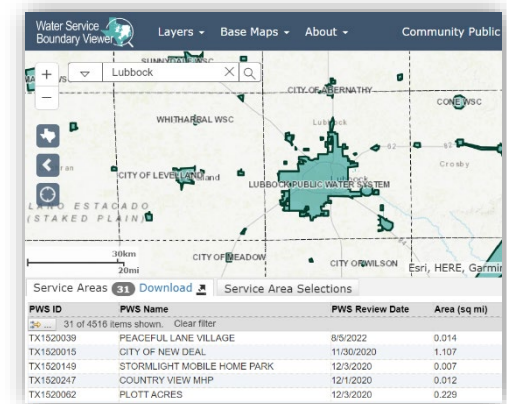 Water Service
Boundary Viewer
Layers
Base Maps
About
Community Public
Lubbock
CITY OF ABERNATHY
CONE WSC
WHITHARRAL WSC
Lubbock
Crosby
CITY OF LEVELLAND
LUBBOCK PUBLIC WATER SYSTEM
LLANO ESTACADO
(STAKED PLAIN)
30km
20mi
CITY OF MEADOW
CITY OF WILSON
Esri, HERE, Garmin
Service Areas 31 Download
Service Area Selections
PWS ID PWS Name PWS Review Date Area (sq mi)
31 of 4516 items shown. Clear filter
TX1520039 PEACEFUL LANE VILLAGE 8/5/2022 0.014
TX1520015 CITY OF NEW DEAL 11/30/2020 1.107
TX1520149 STORMLIGHT MOBILE HOME PARK 12/3/2020 0.007
TX1520247 COUNTRY VIEW MHP 12/1/2020 0.012
TX1520062 PLOTT ACRES 12/3/2020 0.229